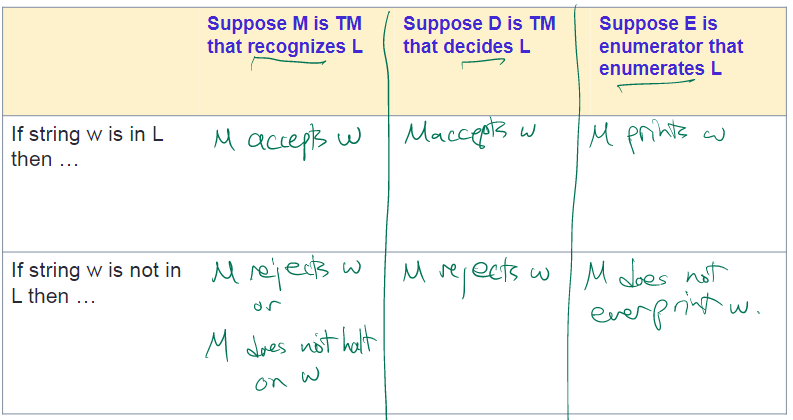 Suppose M is TM
that recognizes L
Suppose D is TM
that decides L
Suppose E is
enumerator that
enumerates L
If string w is in L
then …
M accepts w
M accepts w
M prints w
If string w is not in
L then …
M rejects w
or
M does not halt
on w
M rejects w
M does not
ever print w.